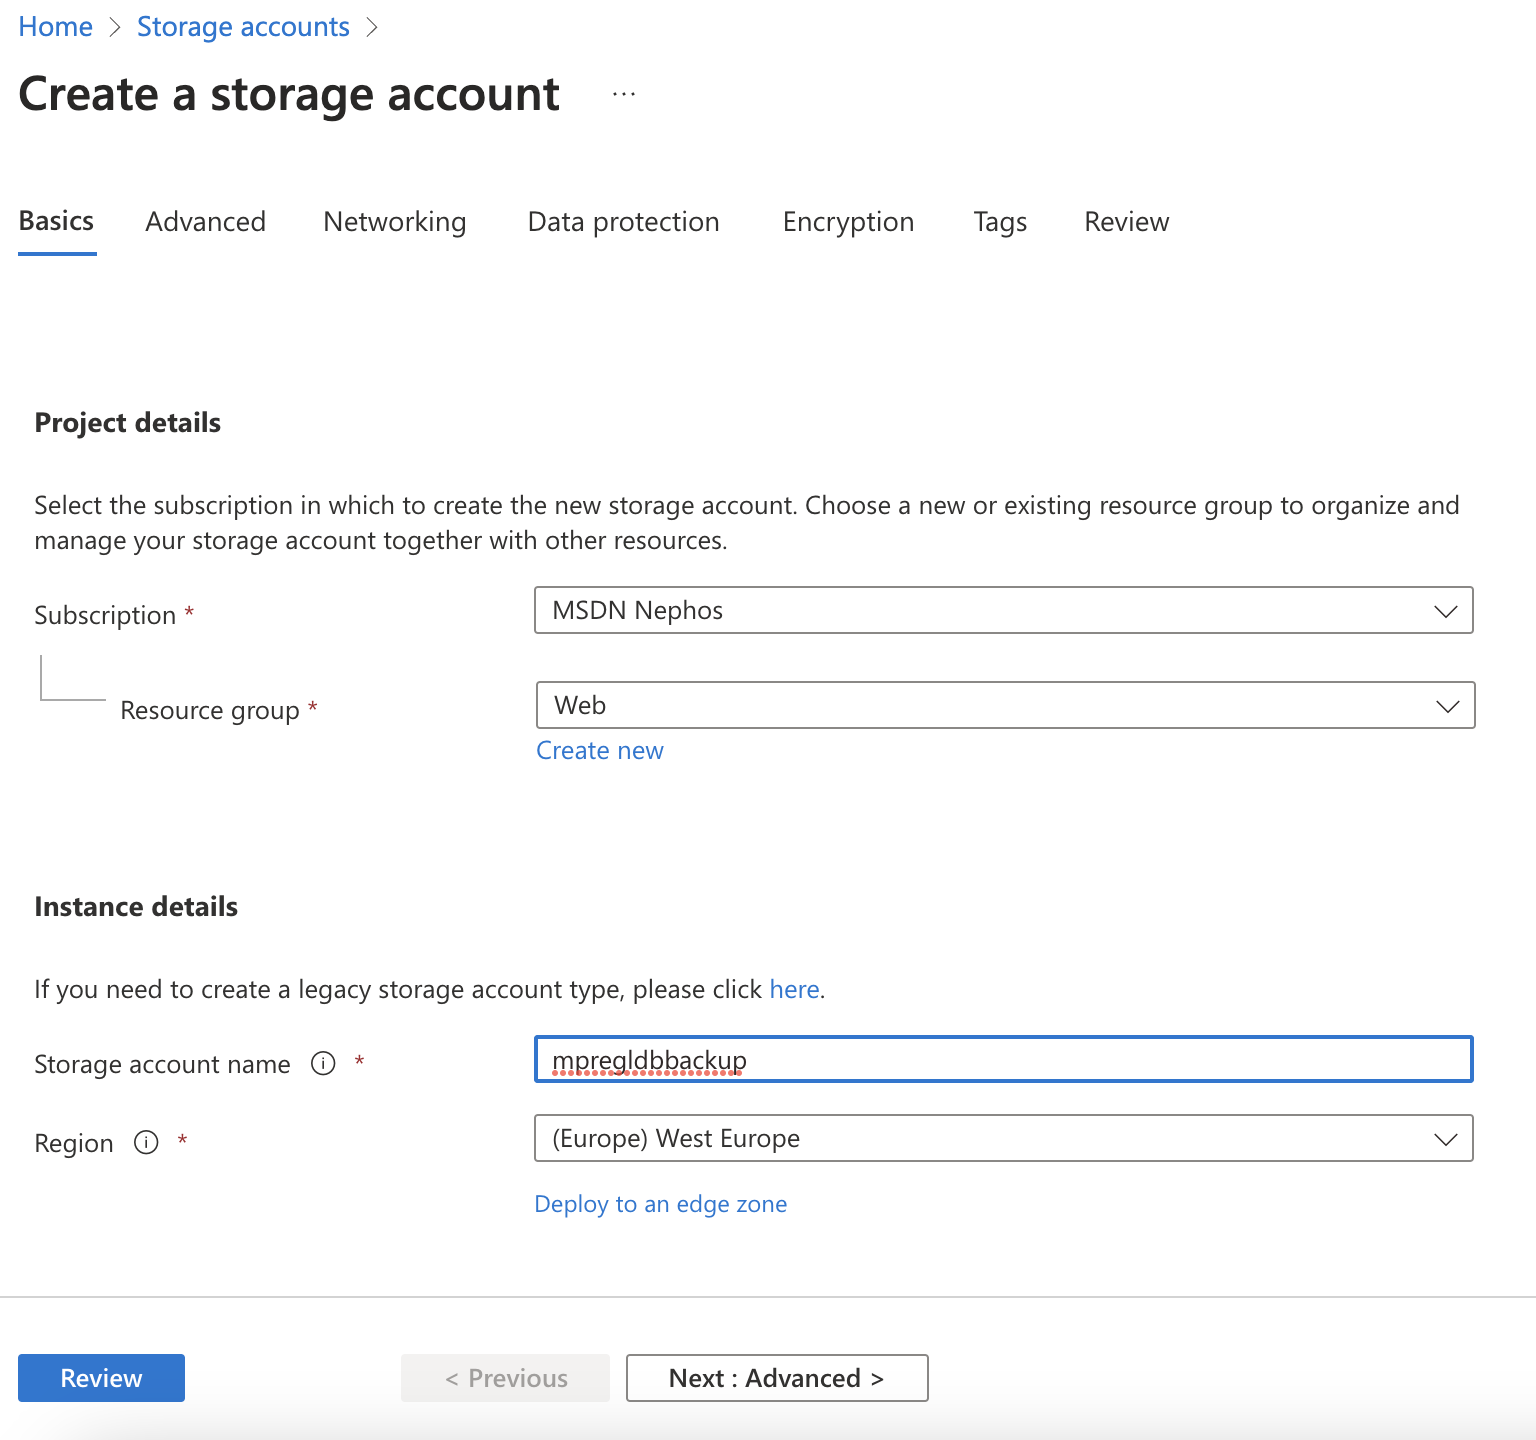 Home > Storage accounts >
Create a storage account ...
Basics Advanced Networking Data protection Encryption Tags Review
Project details
Select the subscription in which to create the new storage account. Choose a new or existing resource group to organize and
manage your storage account together with other resources.
Subscription * MSDN Nephos
Resource group * Web
Create new
Instance details
If you need to create a legacy storage account type, please click here.
Storage account name * mpregldbbackup
Region * (Europe) West Europe
Deploy to an edge zone
Review < Previous Next : Advanced >